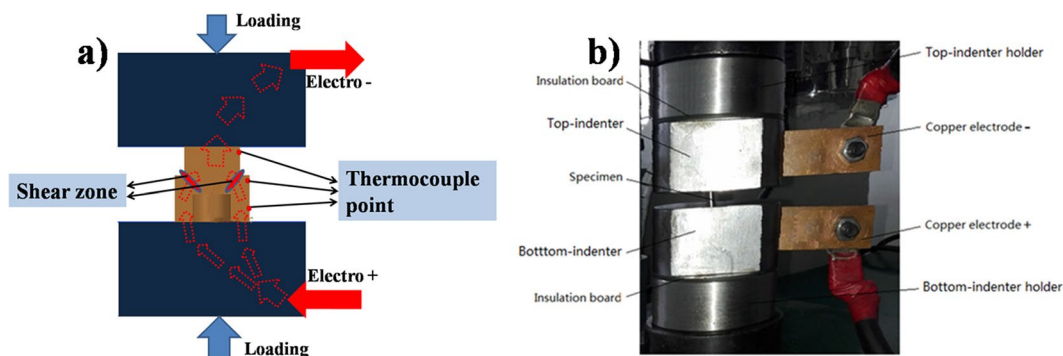 a)
Loading
Electro -
Shear zone
Thermocouple
point
Electro +
Loading
b)
Insulation board
Top-indenter
Specimen
Botttom-indenter
Insulation board
Top-indenter holder
Copper electrode -
Copper electrode +
Bottom-indenter holder